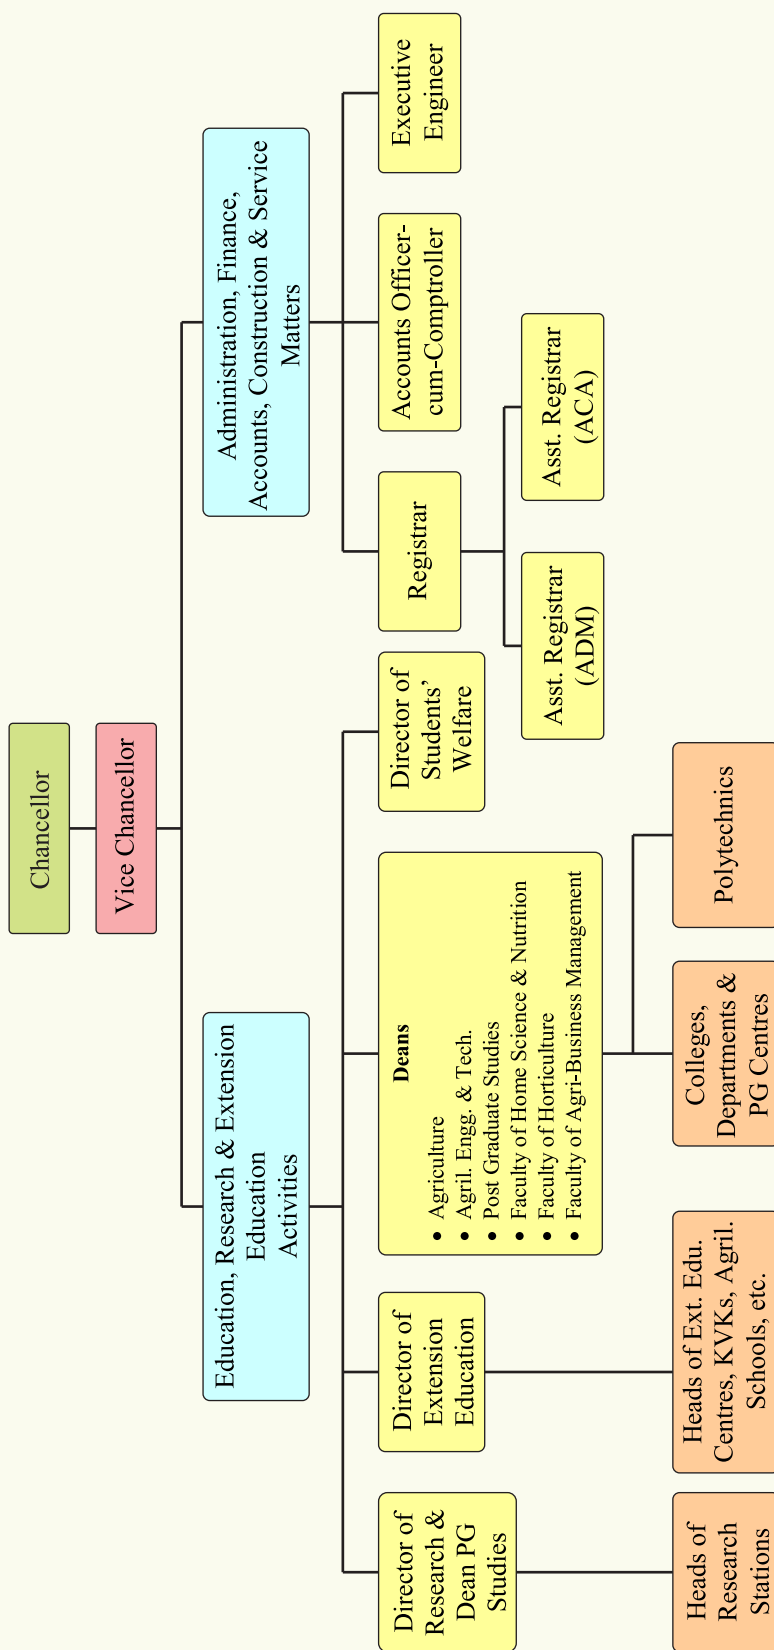 Chancellor
Vice Chancellor
Education, Research & Extension
Education
Activities
Administration, Finance,
Accounts, Construction & Service
Matters
Director of
Research &
Dean PG
Studies
Director of
Extension
Education
Deans
• Agriculture
• Agril. Engg. & Tech.
• Post Graduate Studies
• Faculty of Home Science & Nutrition
• Faculty of Horticulture
• Faculty of Agri-Business Management
Director of
Students’
Welfare
Registrar
Accounts Officer-
cum-Comptroller
Executive
Engineer
Asst. Registrar
(ADM)
Asst. Registrar
(ACA)
Heads of
Research
Stations
Heads of Ext. Edu.
Centres, KVKs, Agril.
Schools, etc.
Colleges,
Departments &
PG Centres
Polytechnics